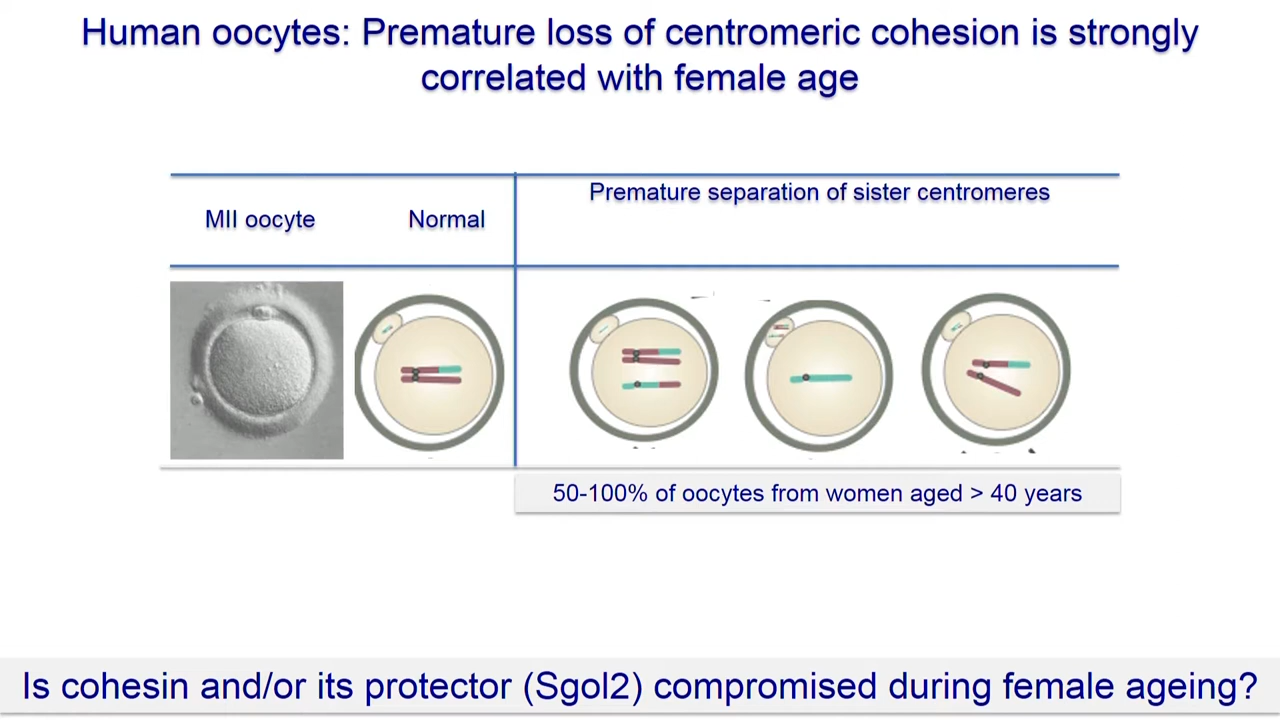 Human oocytes: Premature loss of centromeric cohesion is strongly
correlated with female age
MII oocyte
Normal
Premature separation of sister centromeres
50-100% of oocytes from women aged > 40 years
Is cohesin and/or its protector (Sgol2) compromised during female ageing?